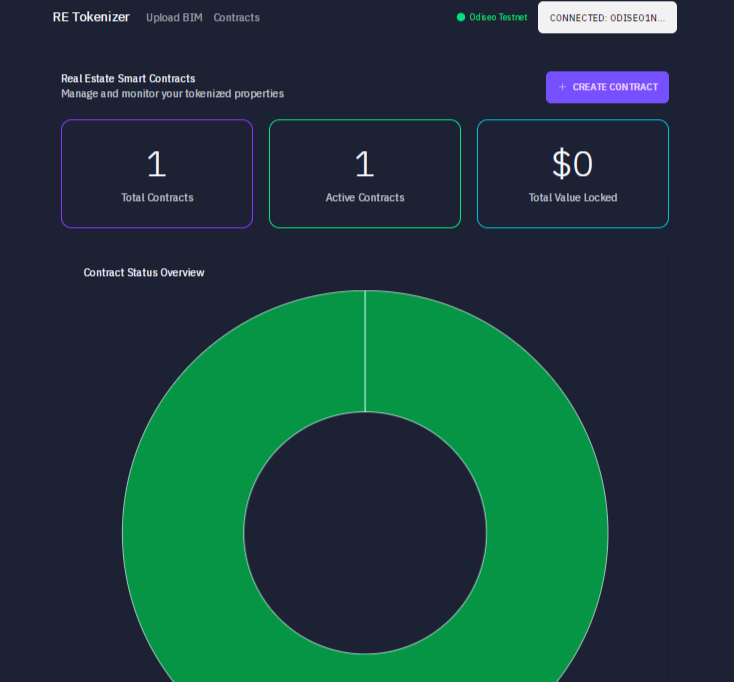 RE Tokenizer Upload BIM Contracts Odiseo Testnet CONNECTED: ODISEO1N...
Real Estate Smart Contracts
Manage and monitor your tokenized properties
+ CREATE CONTRACT
1
Total Contracts
1
Active Contracts
$0
Total Value Locked
Contract Status Overview